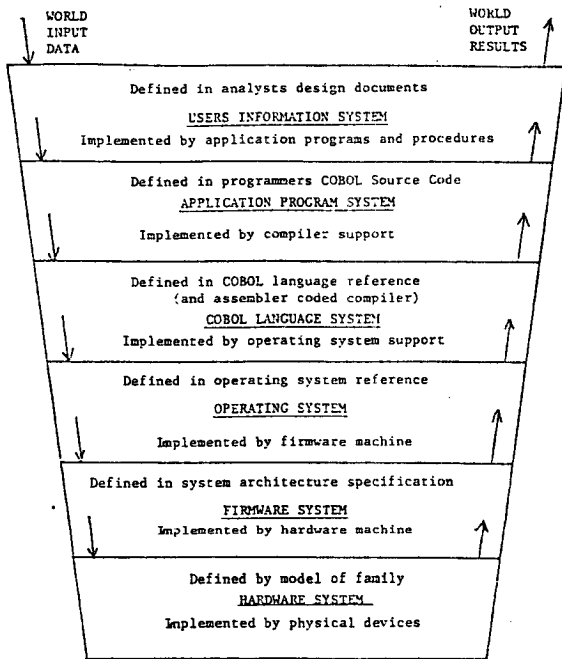 WORLD
INPUT
DATA
WORLD
OUTPUT
RESULTS
Defined in analysts design documents
USERS INFORMATION SYSTEM
Implemented by application programs and procedures
Defined in programmers COBOL Source Code
APPLICATION PROGRAM SYSTEM
Implemented by compiler support
Defined in COBOL language reference
(and assembler coded compiler)
COBOL LANGUAGE SYSTEM
Implemented by operating system support
Defined in operating system reference
OPERATING SYSTEM
Implemented by firmware machine
Defined in system architecture specification
FIRMWARE SYSTEM
Implemented by hardware machine
Defined by model of family
HARDWARE SYSTEM
Implemented by physical devices